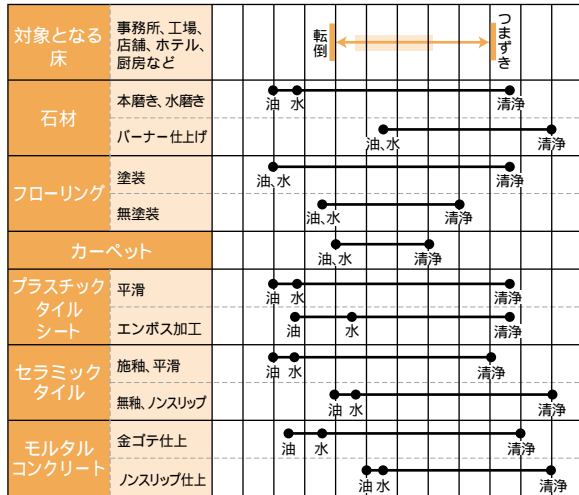 対象となる
床
事務所、工場、
店舗、ホテル、
厨房など
転倒
つまずき
石材
本磨き、水磨き
油 水 清浄
バーナー仕上げ
油、水 清浄
フローリング
塗装
油、水 清浄
無塗装
油、水 清浄
カーペット
油、水 清浄
プラスチック
タイル
シート
平滑
油 水 清浄
エンボス加工
油 水 清浄
セラミック
タイル
施釉、平滑
油 水 清浄
無釉、ノンスリップ
油 水 清浄
モルタル
コンクリート
金ゴテ仕上
油 水 清浄
ノンスリップ仕上
油 水 清浄